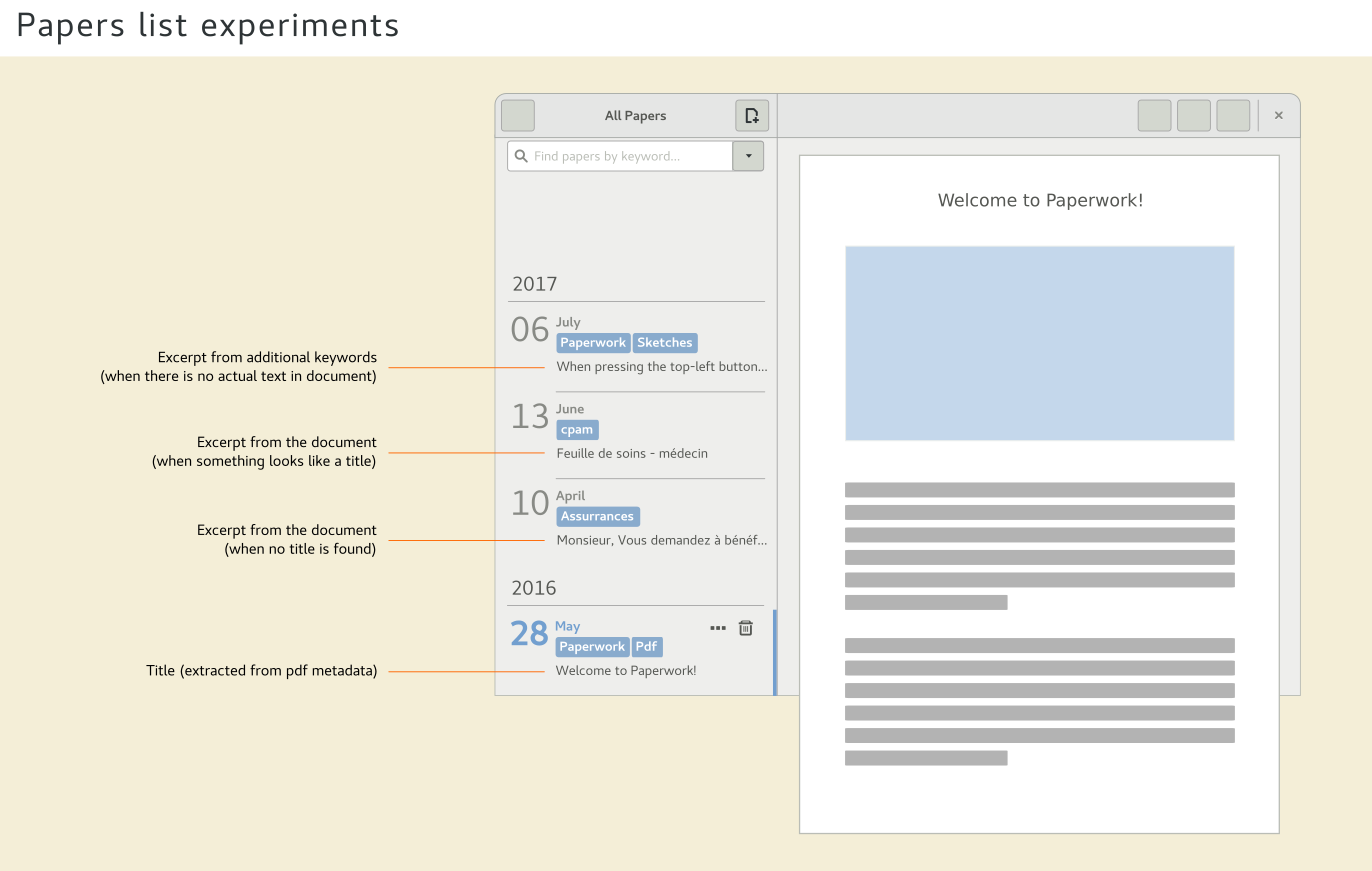 Papers list experiments
All Papers
Find papers by keyword...
Welcome to Paperwork!
2017
06 July
Paperwork Sketches
When pressing the top-left button...
Excerpt from additional keywords
(when there is no actual text in document)
13 June
cpam
Feuille de soins - médecin
Excerpt from the document
(when something looks like a title)
10 April
Assurrances
Monsieur, Vous demandez à bénéf...
Excerpt from the document
(when no title is found)
2016
28 May
Paperwork Pdf
Welcome to Paperwork!
Title (extracted from pdf metadata)